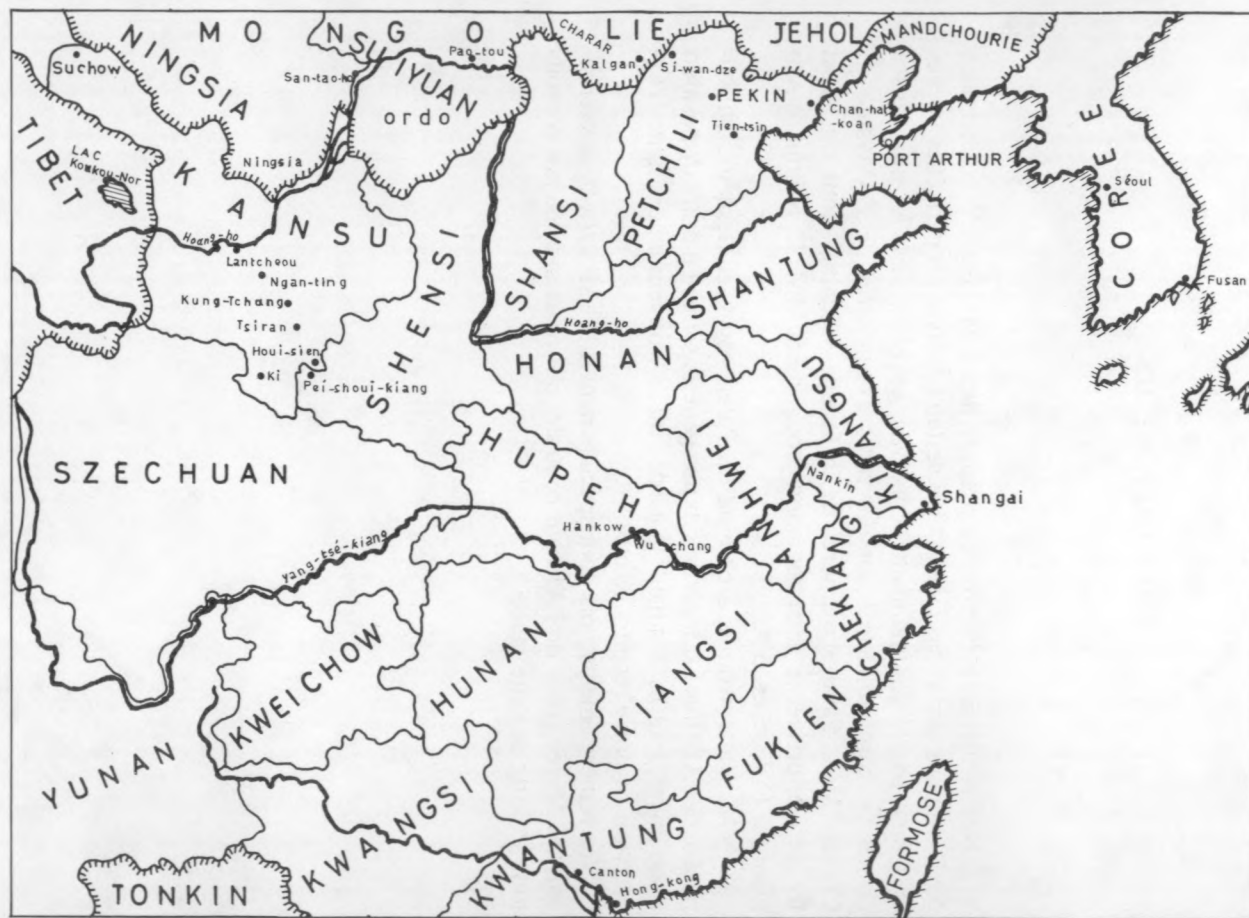 MONGOLIE
NINGSIA
Suchow
SUIYUAN
Pao-tou
San-tao-ho
ordo
CHARAR
Kalgan
Si-wan-dze
JEHOL
MANDCHOURIE
PEKIN
Tien-tsin
Chan-hai
-koan
PORT ARTHUR
COREE
Séoul
Fusan
TIBET
LAC
Koukou-Nor
Ningsia
KANSU
Hoang-ho
Lantcheou
Ngan-ting
Kung-Tchang
Tsiran
Houi-sien
Ki
Pei-shoui-kiang
SHENSI
SHANSI
PETCHILI
SHANTUNG
Hoang-ho
HONAN
KIANGSU
ANHWEI
Nankin
Shangai
SZECHUAN
HUPEH
Hankow
Wu-chang
Yang-tsé-kiang
CHEKIANG
KWEICHOW
HUNAN
KIANGSI
FUKIEN
YUNAN
KWANGSI
KWANTUNG
Canton
Hong-kong
TONKIN
FORMOSE